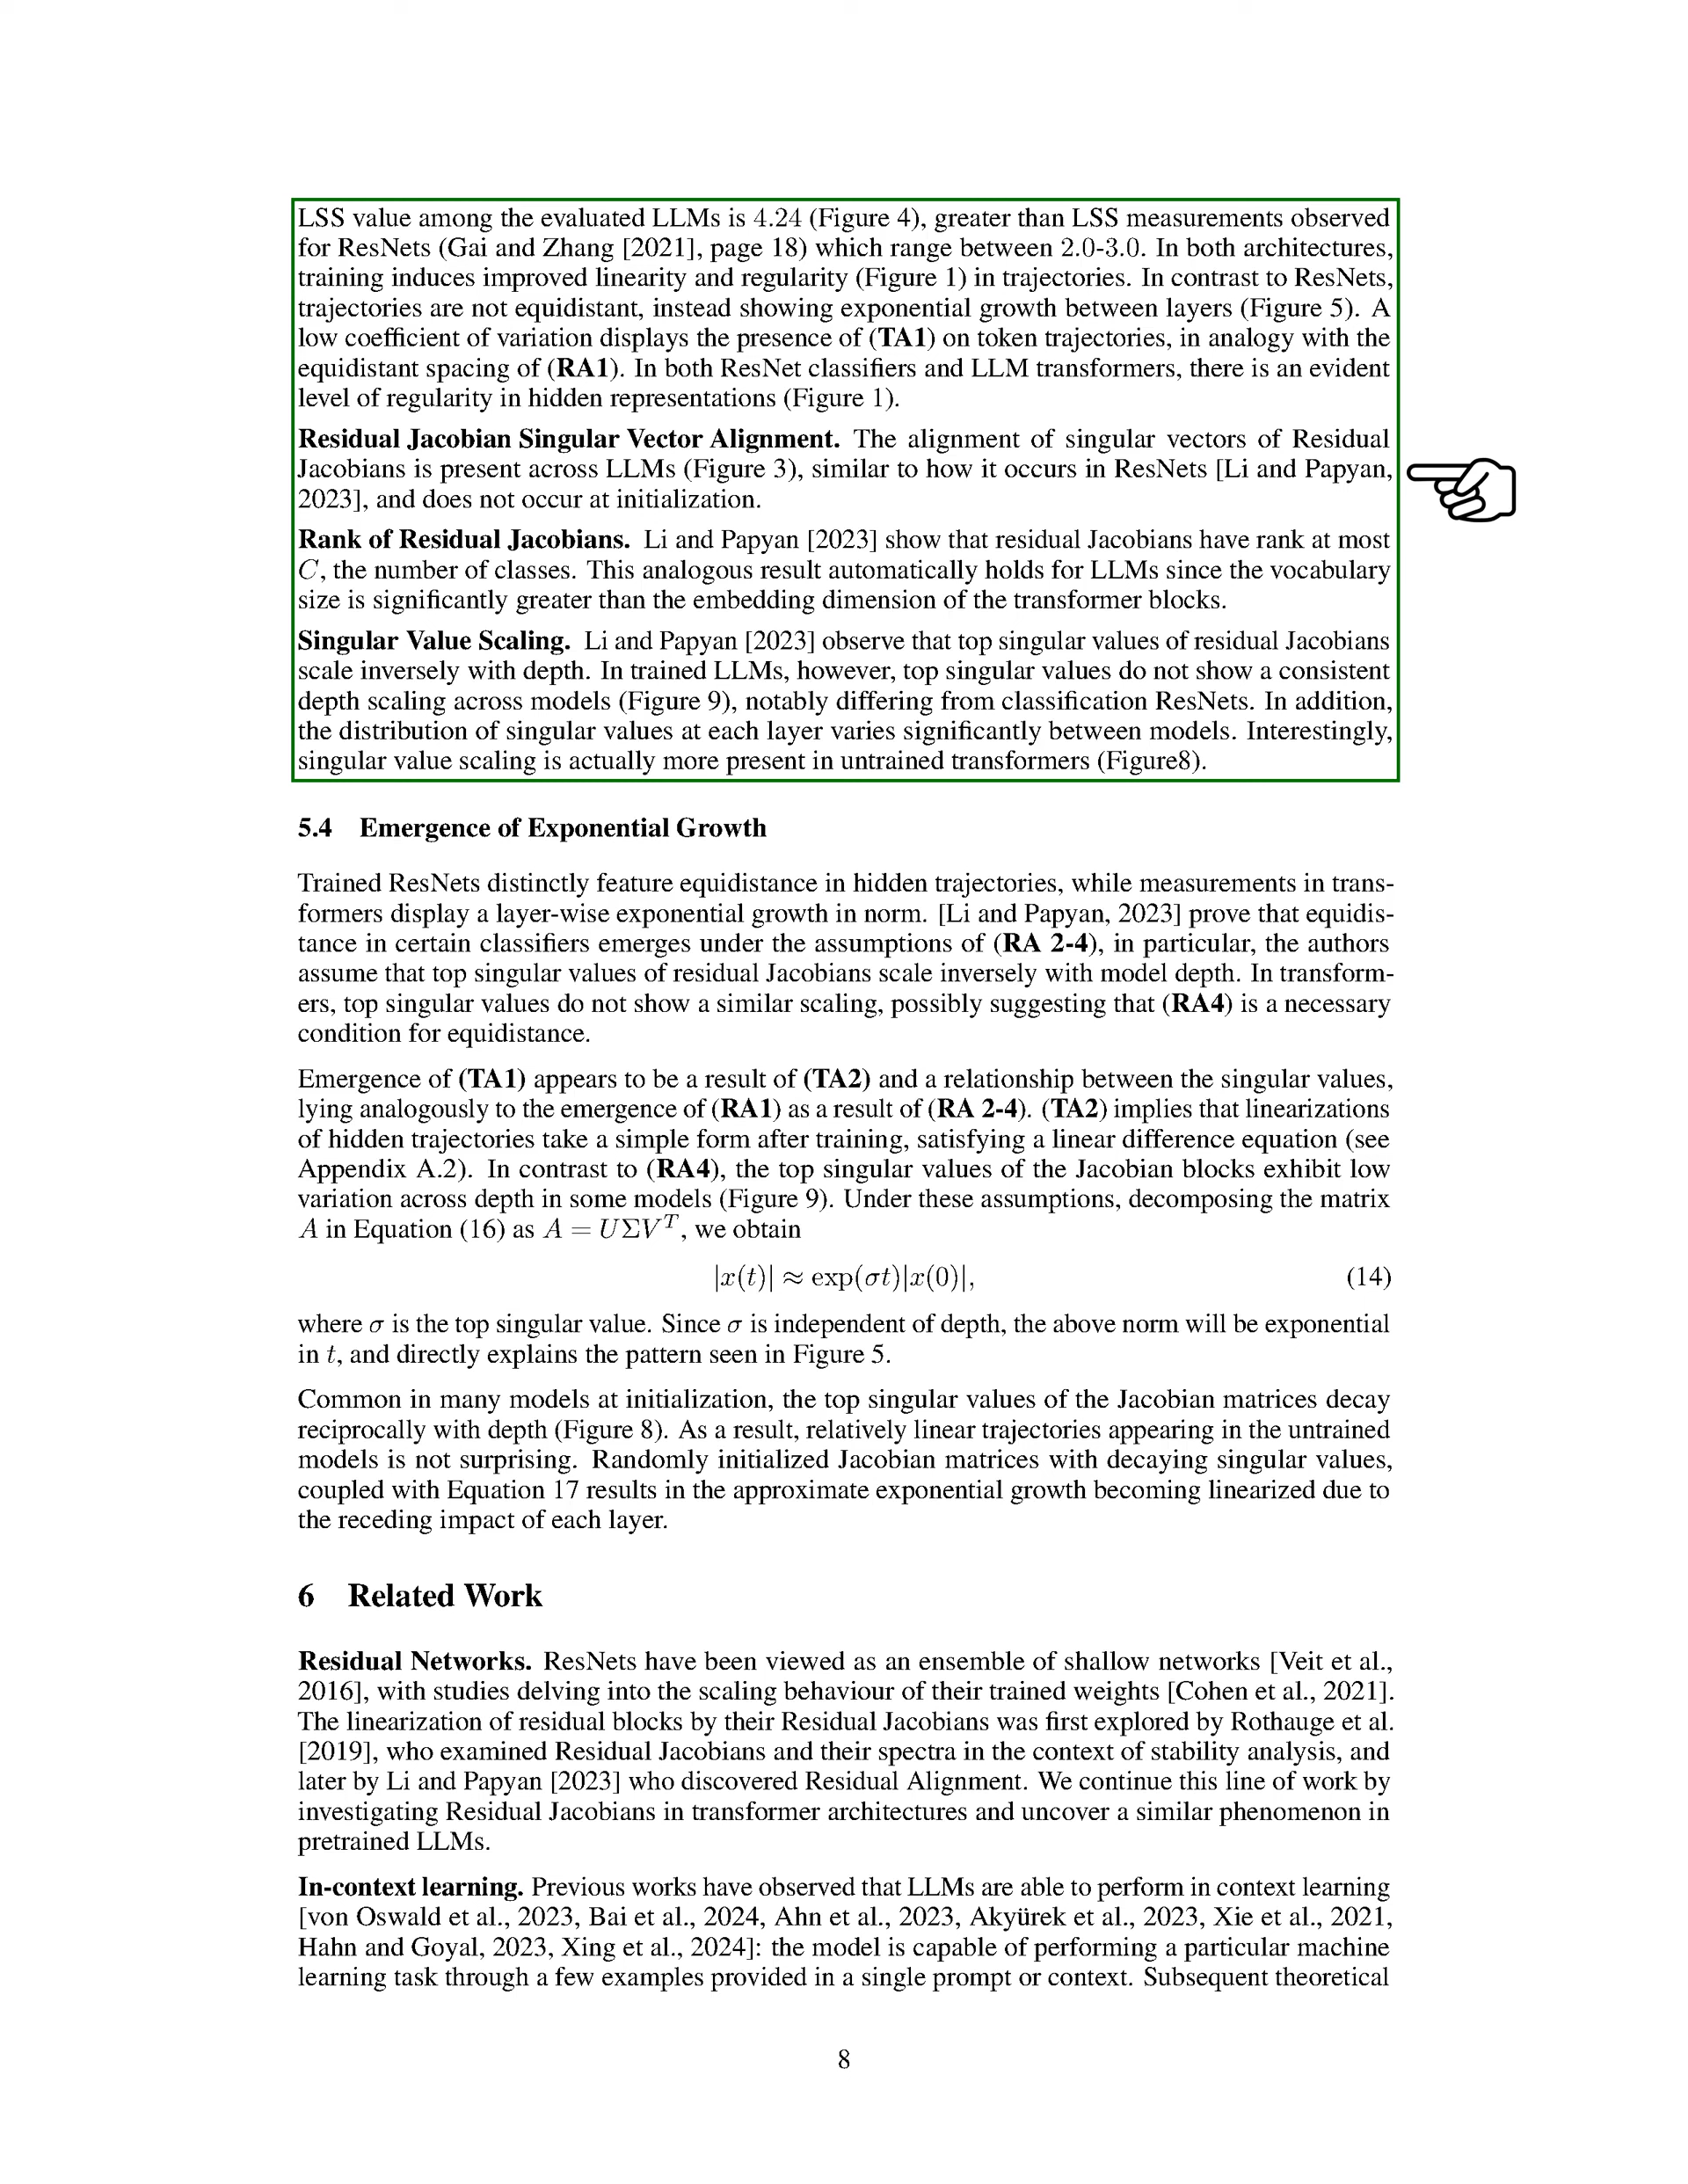 LSS value among the evaluated LLMs is 4.24 (Figure 4), greater than LSS measurements observed
for ResNets (Gai and Zhang [2021], page 18) which range between 2.0-3.0. In both architectures,
training induces improved linearity and regularity (Figure 1) in trajectories. In contrast to ResNets,
trajectories are not equidistant, instead showing exponential growth between layers (Figure 5). A
low coefficient of variation displays the presence of (TA1) on token trajectories, in analogy with the
equidistant spacing of (RA1). In both ResNet classifiers and LLM transformers, there is an evident
level of regularity in hidden representations (Figure 1).
Residual Jacobian Singular Vector Alignment. The alignment of singular vectors of Residual
Jacobians is present across LLMs (Figure 3), similar to how it occurs in ResNets [Li and Papyan,
2023], and does not occur at initialization.
Rank of Residual Jacobians. Li and Papyan [2023] show that residual Jacobians have rank at most
C, the number of classes. This analogous result automatically holds for LLMs since the vocabulary
size is significantly greater than the embedding dimension of the transformer blocks.
Singular Value Scaling. Li and Papyan [2023] observe that top singular values of residual Jacobians
scale inversely with depth. In trained LLMs, however, top singular values do not show a consistent
depth scaling across models (Figure 9), notably differing from classification ResNets. In addition,
the distribution of singular values at each layer varies significantly between models. Interestingly,
singular value scaling is actually more present in untrained transformers (Figure8).
5.4 Emergence of Exponential Growth
Trained ResNets distinctly feature equidistance in hidden trajectories, while measurements in trans-
formers display a layer-wise exponential growth in norm. [Li and Papyan, 2023] prove that equidis-
tance in certain classifiers emerges under the assumptions of (RA 2-4), in particular, the authors
assume that top singular values of residual Jacobians scale inversely with model depth. In transform-
ers, top singular values do not show a similar scaling, possibly suggesting that (RA4) is a necessary
condition for equidistance.
Emergence of (TA1) appears to be a result of (TA2) and a relationship between the singular values,
lying analogously to the emergence of (RA1) as a result of (RA 2-4). (TA2) implies that linearizations
of hidden trajectories take a simple form after training, satisfying a linear difference equation (see
Appendix A.2). In contrast to (RA4), the top singular values of the Jacobian blocks exhibit low
variation across depth in some models (Figure 9). Under these assumptions, decomposing the matrix
A in Equation (16) as A = UΣV^T, we obtain
|x(t)| ≈ exp(σt)|x(0)|, (14)
where σ is the top singular value. Since σ is independent of depth, the above norm will be exponential
in t, and directly explains the pattern seen in Figure 5.
Common in many models at initialization, the top singular values of the Jacobian matrices decay
reciprocally with depth (Figure 8). As a result, relatively linear trajectories appearing in the untrained
models is not surprising. Randomly initialized Jacobian matrices with decaying singular values,
coupled with Equation 17 results in the approximate exponential growth becoming linearized due to
the receding impact of each layer.
6 Related Work
Residual Networks. ResNets have been viewed as an ensemble of shallow networks [Veit et al.,
2016], with studies delving into the scaling behaviour of their trained weights [Cohen et al., 2021].
The linearization of residual blocks by their Residual Jacobians was first explored by Rothauge et al.
[2019], who examined Residual Jacobians and their spectra in the context of stability analysis, and
later by Li and Papyan [2023] who discovered Residual Alignment. We continue this line of work by
investigating Residual Jacobians in transformer architectures and uncover a similar phenomenon in
pretrained LLMs.
In-context learning. Previous works have observed that LLMs are able to perform in context learning
[von Oswald et al., 2023, Bai et al., 2024, Ahn et al., 2023, Akyürek et al., 2023, Xie et al., 2021,
Hahn and Goyal, 2023, Xing et al., 2024]: the model is capable of performing a particular machine
learning task through a few examples provided in a single prompt or context. Subsequent theoretical
8